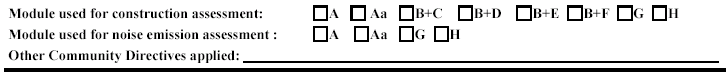 Module used for construction assessment: ☐A ☐Aa ☐B+C ☐B+D ☐B+E ☐B+F ☐G ☐H
Module used for noise emission assessment : ☐A ☐Aa ☐G ☐H
Other Community Directives applied: